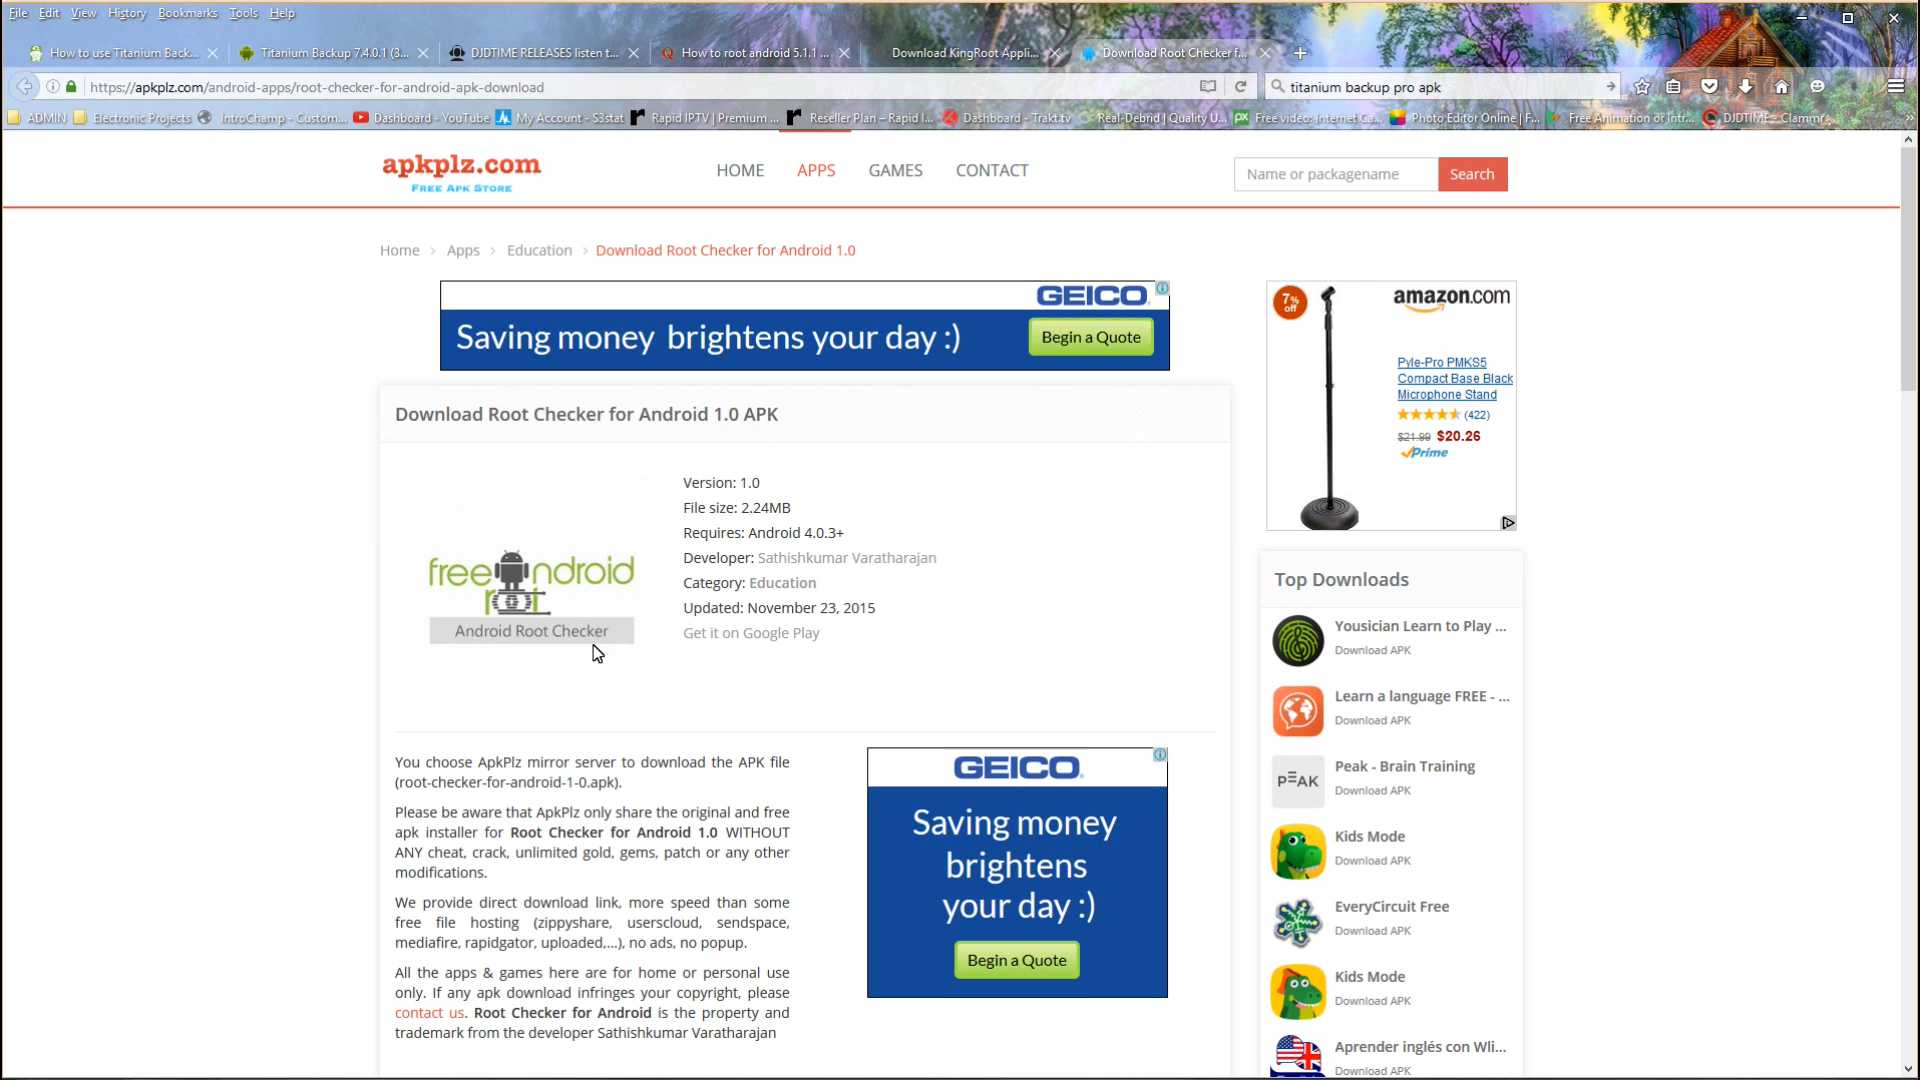 File Edit View History Bookmarks Tools Help
How to use Titanium Back...
Titanium Backup 7.4.0.1 (3...
DJDTIME RELEASES listen t...
How to root android 5.1.1 ...
Download KingRoot Appli...
Download Root Checker f...
https://apkplz.com/android-apps/root-checker-for-android-apk-download
titanium backup pro apk
ADMIN
Electronic Projects
IntroChamp - Custom...
Dashboard - YouTube
My Account - S3stat
Rapid IPTV | Premium ...
Reseller Plan – Rapid I...
Dashboard - Trakt.tv
Real-Debrid | Quality U...
Free video: Internet Ca...
Photo Editor Online | F...
Free Animation or Intr...
DJDTIME - Clammr
apkplz.com
FREE APK STORE
HOME APPS GAMES CONTACT
Name or packagename
Search
Home > Apps > Education > Download Root Checker for Android 1.0
GEICO
Saving money brightens your day :)
Begin a Quote
7% off
amazon.com
Pyle-Pro PMKS5
Compact Base Black
Microphone Stand
(422)
$21.99 $20.26
Prime
Download Root Checker for Android 1.0 APK
free android
root
Android Root Checker
Version: 1.0
File size: 2.24MB
Requires: Android 4.0.3+
Developer: Sathishkumar Varatharajan
Category: Education
Updated: November 23, 2015
Get it on Google Play
You choose ApkPlz mirror server to download the APK file
(root-checker-for-android-1-0.apk).
Please be aware that ApkPlz only share the original and free
apk installer for Root Checker for Android 1.0 WITHOUT
ANY cheat, crack, unlimited gold, gems, patch or any other
modifications.
We provide direct download link, more speed than some
free file hosting (zippyshare, userscloud, sendspace,
mediafire, rapidgator, uploaded,...), no ads, no popup.
All the apps & games here are for home or personal use
only. If any apk download infringes your copyright, please
contact us. Root Checker for Android is the property and
trademark from the developer Sathishkumar Varatharajan
GEICO
Saving money
brightens
your day :)
Begin a Quote
Top Downloads
Yousician Learn to Play ...
Download APK
Learn a language FREE - ...
Download APK
PEAK
Peak - Brain Training
Download APK
Kids Mode
Download APK
EveryCircuit Free
Download APK
Kids Mode
Download APK
Aprender inglés con Wli...
Download APK